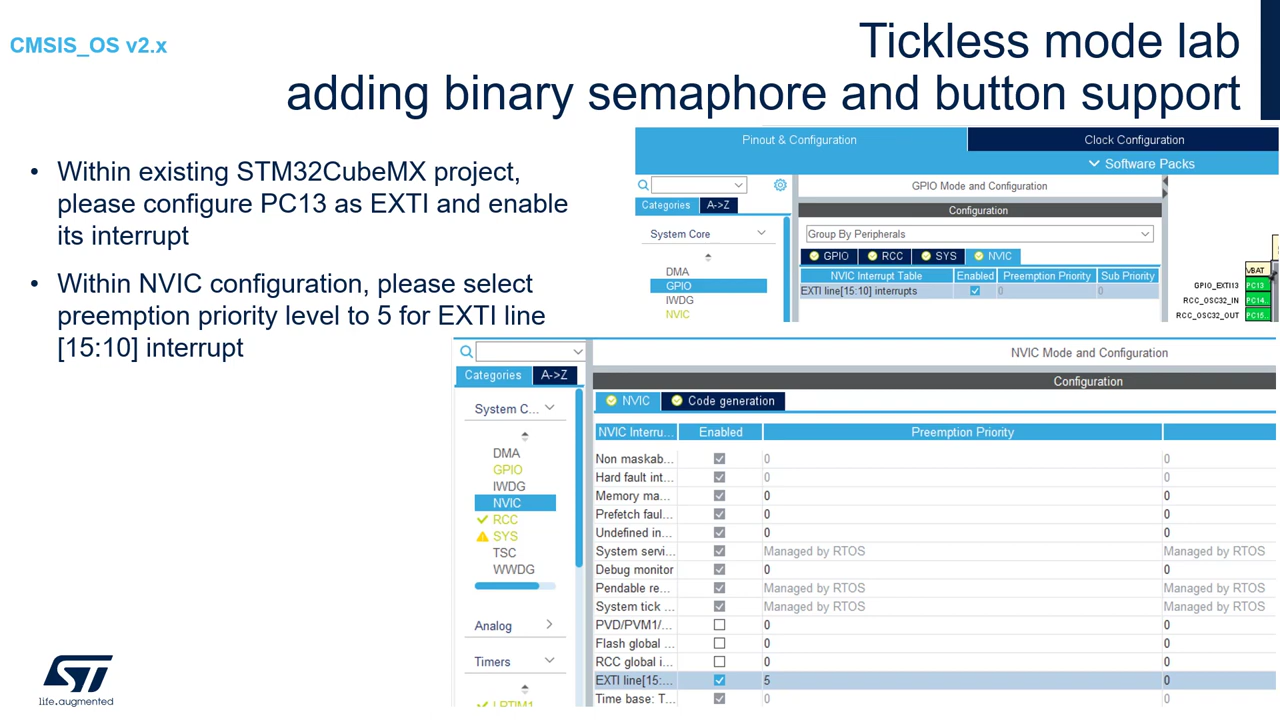 CMSIS_OS v2.x
Tickless mode lab
adding binary semaphore and button support
• Within existing STM32CubeMX project,
please configure PC13 as EXTI and enable
its interrupt
• Within NVIC configuration, please select
preemption priority level to 5 for EXTI line
[15:10] interrupt
Pinout & Configuration
Clock Configuration
Software Packs
GPIO Mode and Configuration
Categories A->Z
Configuration
System Core
Group By Peripherals
GPIO RCC SYS NVIC
DMA
GPIO
IWDG
NVIC
NVIC Interrupt Table Enabled Preemption Priority Sub Priority
EXTI line[15:10] interrupts 0 0
VBAT
GPIO_EXTI13 PC13
RCC_OSC32_IN PC14..
RCC_OSC32_OUT PC15..
NVIC Mode and Configuration
Categories A->Z
Configuration
NVIC Code generation
System C...
DMA
GPIO
IWDG
NVIC
RCC
SYS
TSC
WWDG
Analog
Timers
LPTIM1
NVIC Interru... Enabled Preemption Priority
Non maskab... 0 0
Hard fault int... 0 0
Memory ma... 0 0
Prefetch faul... 0 0
Undefined in... 0 0
System servi... Managed by RTOS Managed by RTOS
Debug monitor 0 0
Pendable re... Managed by RTOS Managed by RTOS
System tick ... Managed by RTOS Managed by RTOS
PVD/PVM1/... 0 0
Flash global ... 0 0
RCC global i... 0 0
EXTI line[15:... 5 0
Time base: T... 0 0
ST
life.augmented